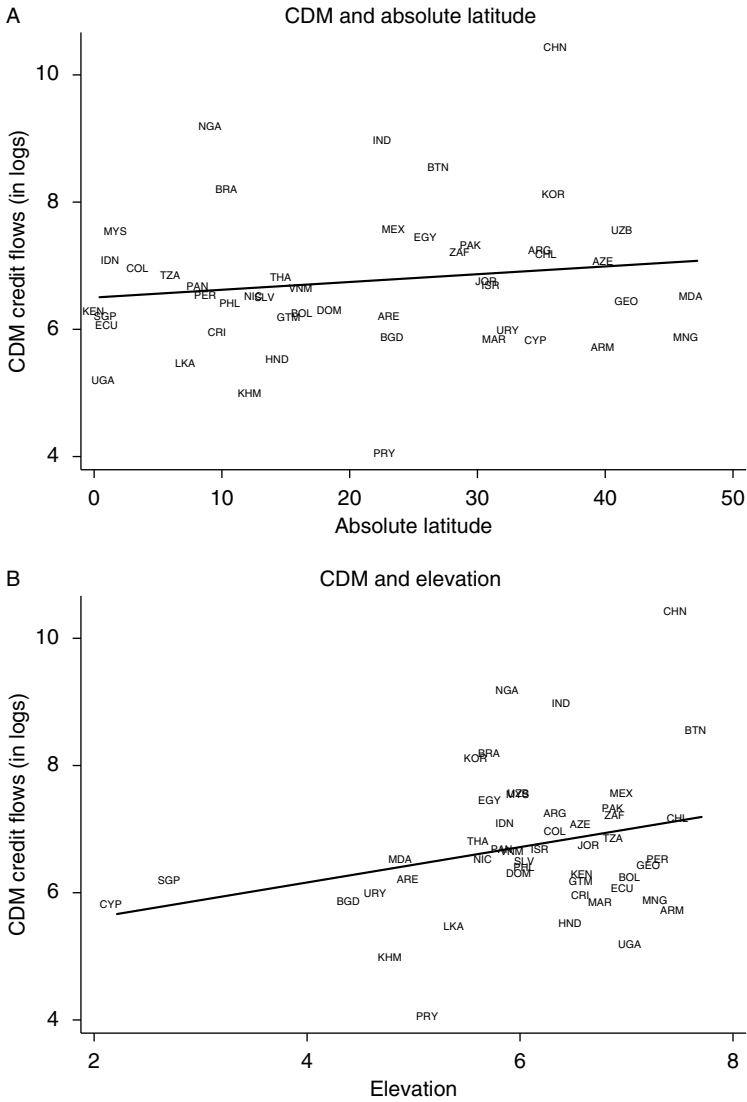 A
CDM and absolute latitude
CDM credit flows (in logs)
10
8
6
4
CHN
NGA
IND
BTN
BRA
KOR
MYS
MEX
UZB
EGY
PAK
ZAF
ARG
CHL
IDN
COL
AZE
TZA
THA
JOR
PAN
VNM
ISR
PER
NIC
SLV
PHL
MDA
GEO
KEN
SGP
ECU
GTM
BOL
DOM
ARE
CRI
BGD
URY
MAR
CYP
ARM
MNG
LKA
HND
UGA
KHM
PRY
0 10 20 30 40 50
Absolute latitude
B
CDM and elevation
CDM credit flows (in logs)
10
8
6
4
CHN
NGA
IND
BTN
BRA
KOR
UZB
MYS
MEX
EGY
PAK
ZAF
ARG
CHL
IDN
AZE
COL
THA
TZA
JOR
PAN
VNM
ISR
MDA
NIC
SLV
PHL
PER
GEO
DOM
KEN
GTM
BOL
SGP
ARE
ECU
URY
CRI
CYP
BGD
MAR
MNG
ARM
LKA
HND
UGA
KHM
PRY
2 4 6 8
Elevation